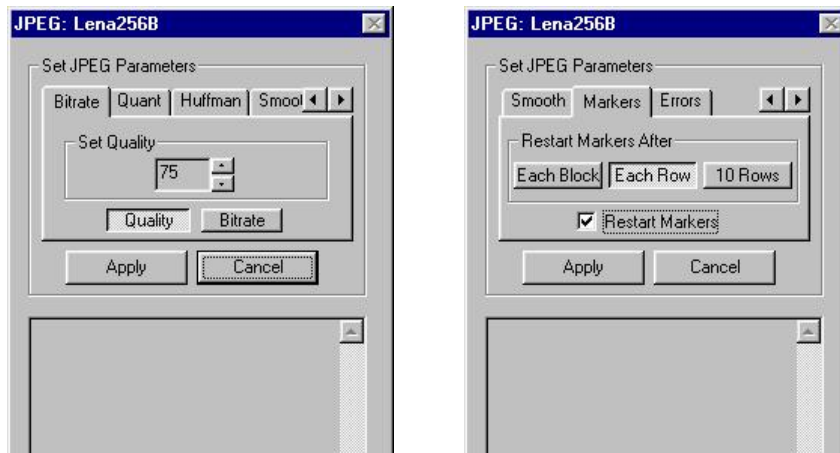 JPEG: Lena256B
Set JPEG Parameters
Bitrate Quant Huffman Smoot
Set Quality
75
Quality Bitrate
Apply Cancel
JPEG: Lena256B
Set JPEG Parameters
Smooth Markers Errors
Restart Markers After
Each Block Each Row 10 Rows
Restart Markers
Apply Cancel